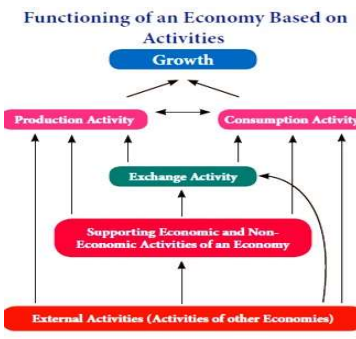 Functioning of an Economy Based on
Activities
Growth
Production Activity
Consumption Activity
Exchange Activity
Supporting Economic and Non-
Economic Activities of an Economy
External Activities (Activities of other Economies)